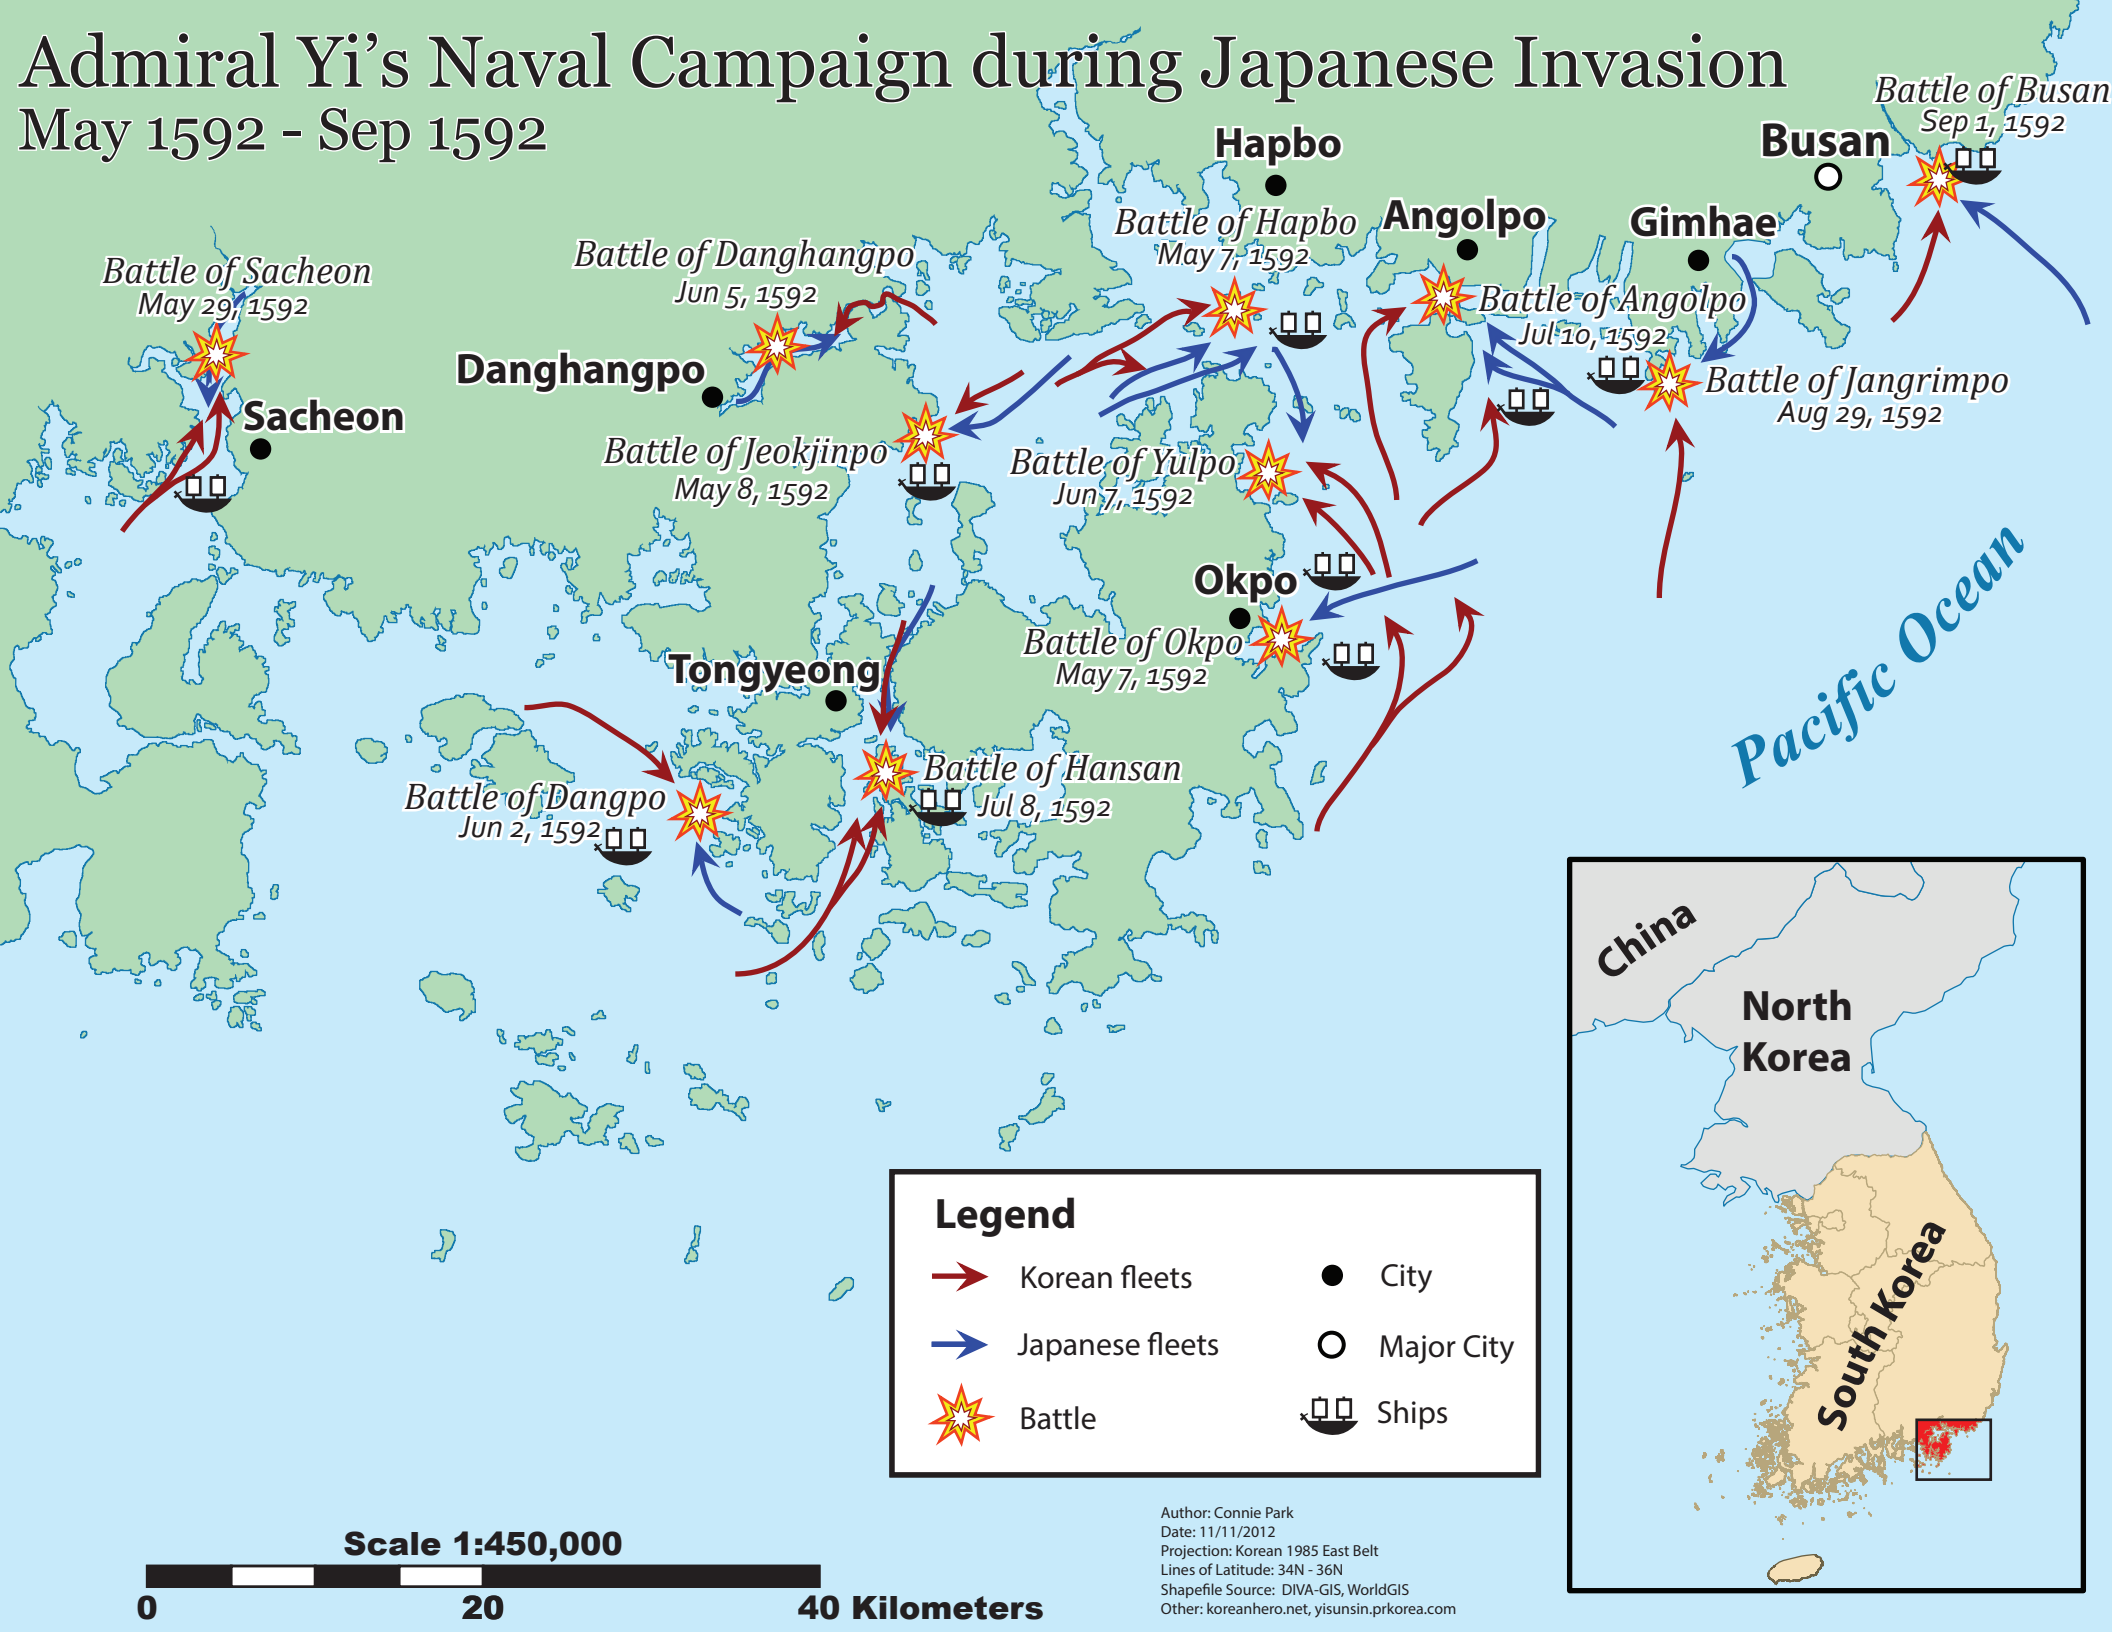 Admiral Yi's Naval Campaign during Japanese Invasion
May 1592 - Sep 1592
Battle of Busan
Sep 1, 1592
Busan
Hapbo
Battle of Hapbo
May 7, 1592
Angolpo
Gimhae
Battle of Sacheon
May 29, 1592
Battle of Danghangpo
Jun 5, 1592
Battle of Angolpo
Jul 10, 1592
Danghangpo
Battle of Jangrimpo
Aug 29, 1592
Sacheon
Battle of Jeokjinpo
May 8, 1592
Battle of Yulpo
Jun 7, 1592
Okpo
Battle of Okpo
May 7, 1592
Pacific Ocean
Tongyeong
Battle of Hansan
Jul 8, 1592
Battle of Dangpo
Jun 2, 1592
China
North
Korea
South Korea
Legend
Korean fleets
City
Japanese fleets
Major City
Battle
Ships
Scale 1:450,000
0 20 40 Kilometers
Author: Connie Park
Date: 11/11/2012
Projection: Korean 1985 East Belt
Lines of Latitude: 34N - 36N
Shapefile Source: DIVA-GIS, WorldGIS
Other: koreanhero.net, yisunsin.prkorea.com